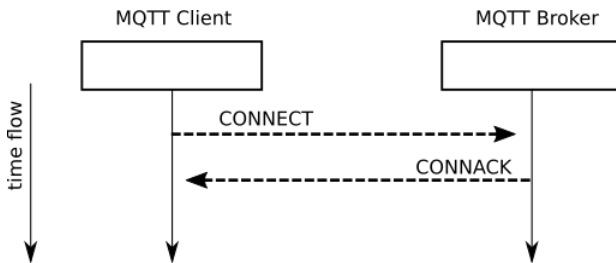 MQTT Client
MQTT Broker
CONNECT
CONNACK
time flow